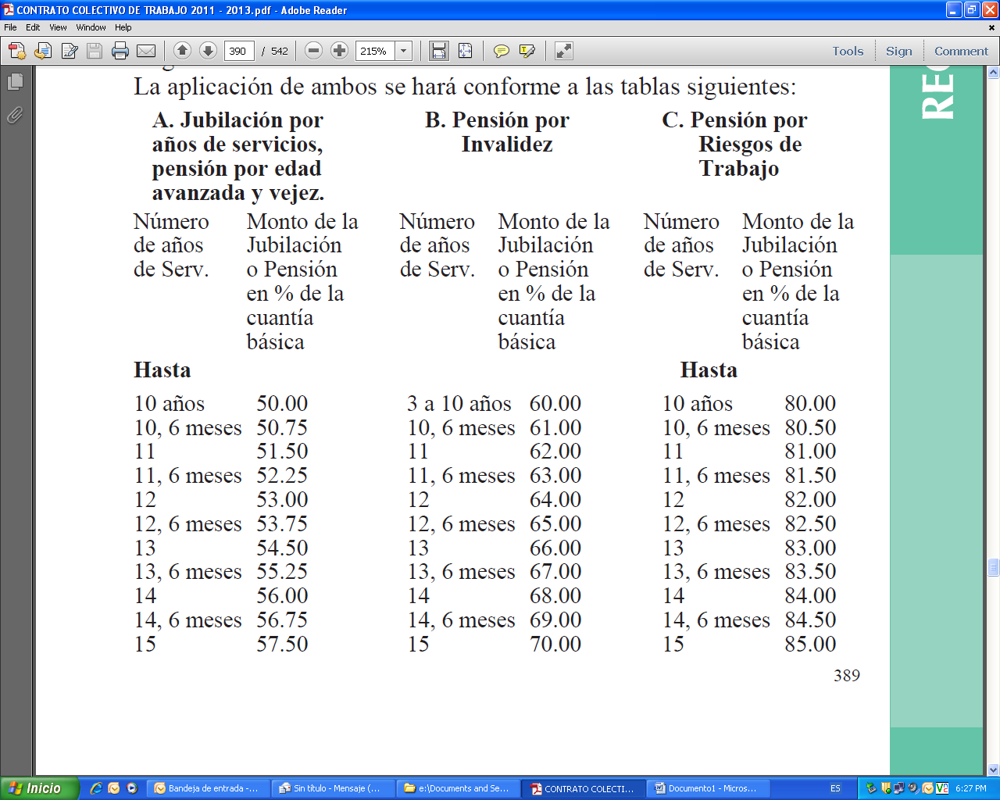 CONTRATO COLECTIVO DE TRABAJO 2011 - 2013.pdf - Adobe Reader
File Edit View Window Help
390 / 542 215% Tools Sign Comment
La aplicación de ambos se hará conforme a las tablas siguientes:
A. Jubilación por
años de servicios,
pensión por edad
avanzada y vejez.
B. Pensión por
Invalidez
C. Pensión por
Riesgos de
Trabajo
Número
de años
de Serv.
Monto de la
Jubilación
o Pensión
en % de la
cuantía
básica
Número
de años
de Serv.
Monto de la
Jubilación
o Pensión
en % de la
cuantía
básica
Número
de años
de Serv.
Monto de la
Jubilación
o Pensión
en % de la
cuantía
básica
Hasta Hasta
10 años 50.00 3 a 10 años 60.00 10 años 80.00
10, 6 meses 50.75 10, 6 meses 61.00 10, 6 meses 80.50
11 51.50 11 62.00 11 81.00
11, 6 meses 52.25 11, 6 meses 63.00 11, 6 meses 81.50
12 53.00 12 64.00 12 82.00
12, 6 meses 53.75 12, 6 meses 65.00 12, 6 meses 82.50
13 54.50 13 66.00 13 83.00
13, 6 meses 55.25 13, 6 meses 67.00 13, 6 meses 83.50
14 56.00 14 68.00 14 84.00
14, 6 meses 56.75 14, 6 meses 69.00 14, 6 meses 84.50
15 57.50 15 70.00 15 85.00
389
Inicio Bandeja de entrada -... Sin título - Mensaje (... e:\Documents and Se... CONTRATO COLECTI... Documento1 - Micros... ES 6:27 PM